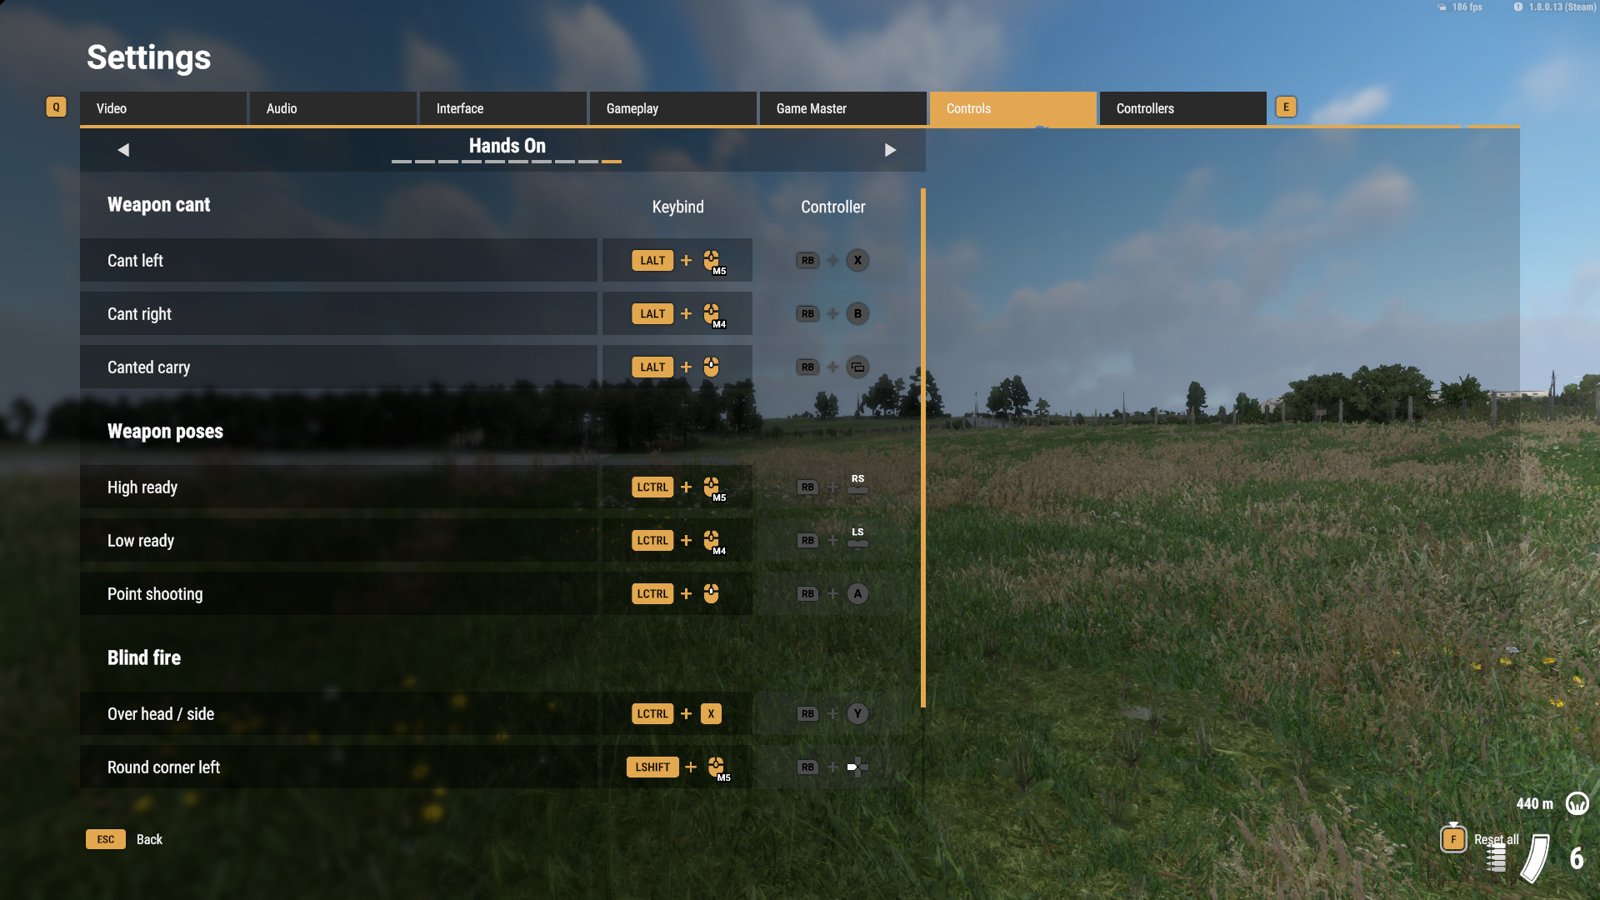 186 fps 1.8.0.13 (Steam)
Settings
Q Video Audio Interface Gameplay Game Master Controls Controllers E
Hands On
Weapon cant Keybind Controller
Cant left LALT + M5 RB + X
Cant right LALT + M4 RB + B
Canted carry LALT + RB +
Weapon poses
High ready LCTRL + M5 RB + RS
Low ready LCTRL + M4 RB + LS
Point shooting LCTRL + RB + A
Blind fire
Over head / side LCTRL + X RB + Y
Round corner left LSHIFT + M5 RB +
440 m
ESC Back F Reset all
6